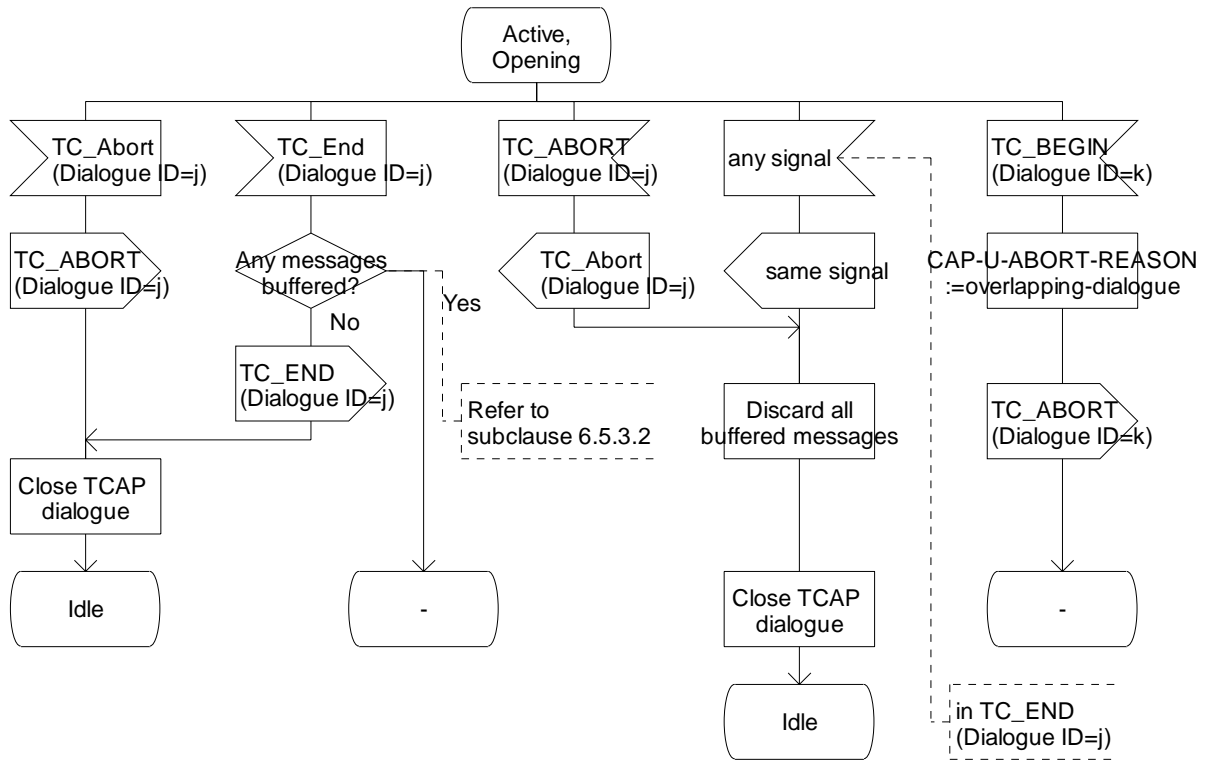 Active,
Opening
TC_Abort
(Dialogue ID=j)
TC_End
(Dialogue ID=j)
TC_ABORT
(Dialogue ID=j)
any signal
TC_BEGIN
(Dialogue ID=k)
TC_ABORT
(Dialogue ID=j)
Any messages
buffered?
TC_Abort
(Dialogue ID=j)
same signal
CAP-U-ABORT-REASON
:=overlapping-dialogue
Yes
No
TC_END
(Dialogue ID=j)
Refer to
subclause 6.5.3.2
Discard all
buffered messages
TC_ABORT
(Dialogue ID=k)
Close TCAP
dialogue
Idle
-
Close TCAP
dialogue
-
Idle
in TC_END
(Dialogue ID=j)